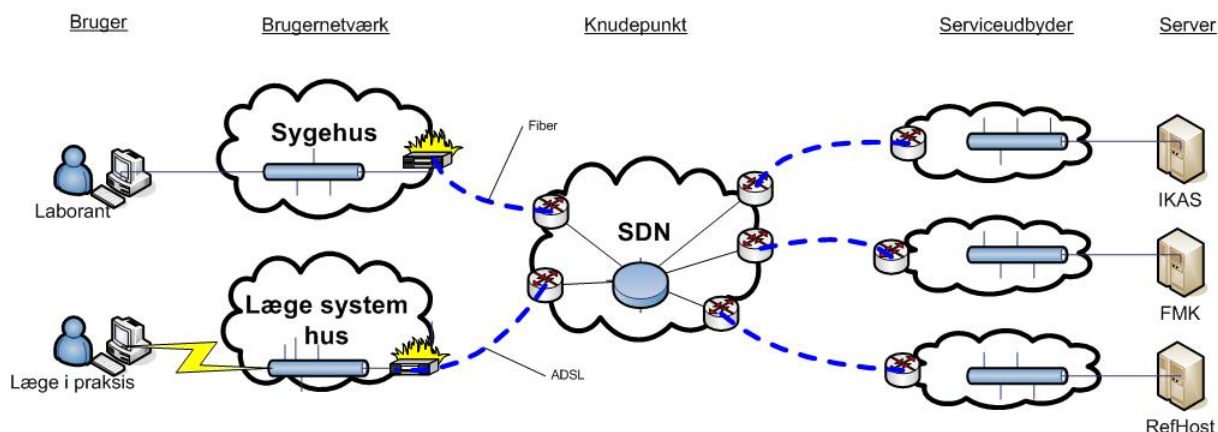 Bruger
Brugernetværk
Knudepunkt
Serviceudbyder
Server
Sygehus
Fiber
Laborant
IKAS
SDN
Læge system
hus
FMK
Læge i praksis
ADSL
RefHost